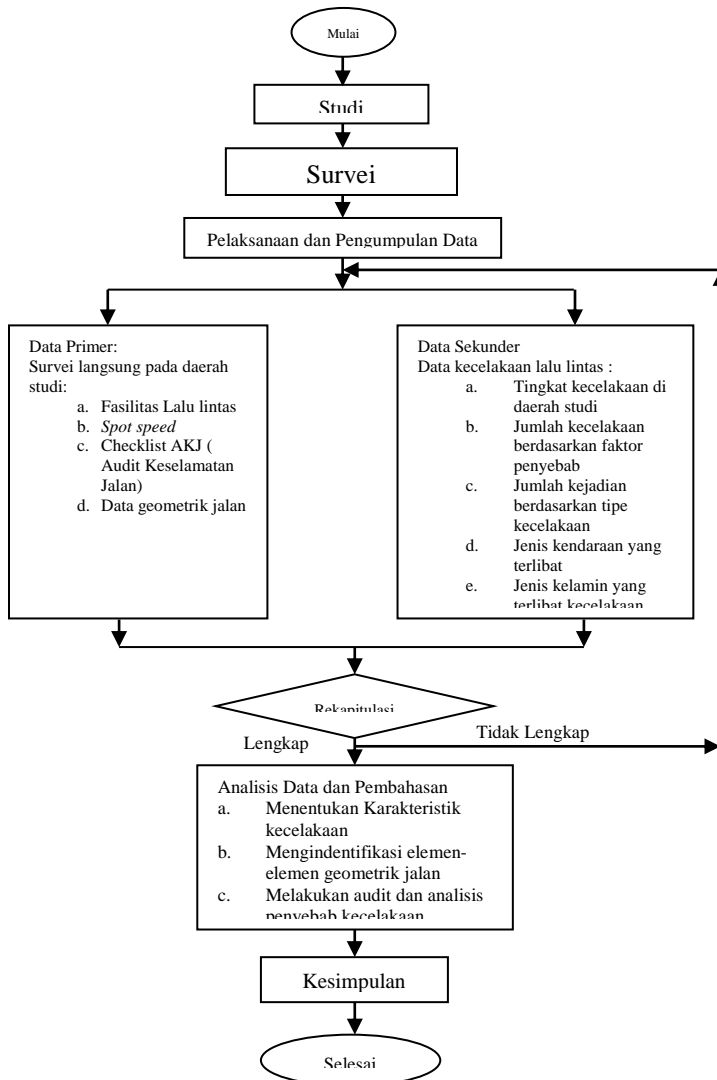 Mulai
Studi
Survei
Pelaksanaan dan Pengumpulan Data
Data Primer:
Survei langsung pada daerah
studi:
a. Fasilitas Lalu lintas
b. Spot speed
c. Checklist AKJ (
Audit Keselamatan
Jalan)
d. Data geometrik jalan
Data Sekunder
Data kecelakaan lalu lintas :
a. Tingkat kecelakaan di
daerah studi
b. Jumlah kecelakaan
berdasarkan faktor
penyebab
c. Jumlah kejadian
berdasarkan tipe
kecelakaan
d. Jenis kendaraan yang
terlibat
e. Jenis kelamin yang
terlibat kecelakaan
Rekapitulasi
Lengkap
Tidak Lengkap
Analisis Data dan Pembahasan
a. Menentukan Karakteristik
kecelakaan
b. Mengindentifikasi elemen-
elemen geometrik jalan
c. Melakukan audit dan analisis
penyebab kecelakaan
Kesimpulan
Selesai